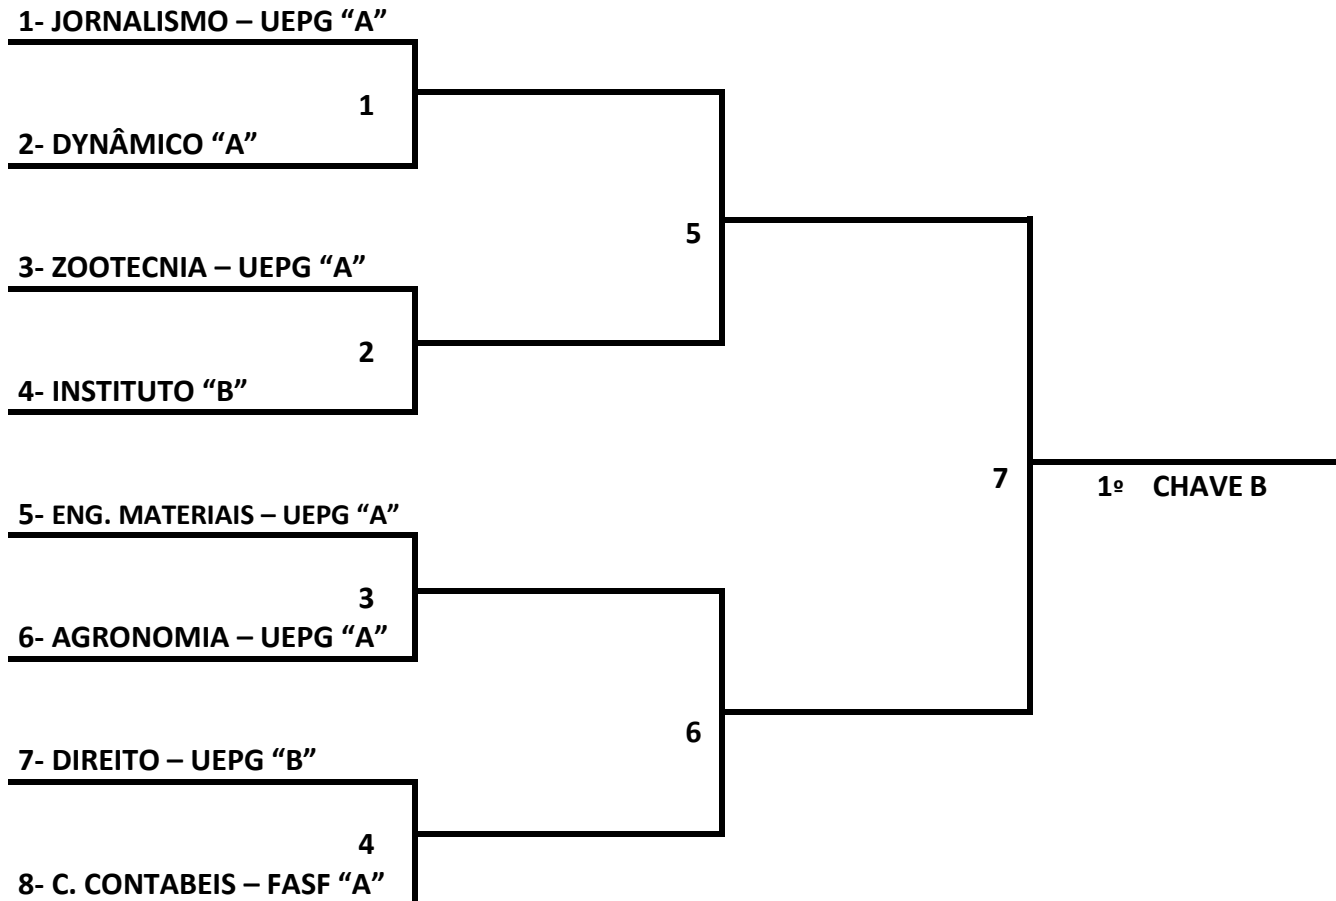 1- JORNALISMO – UEPG “A”
1
2- DYNÂMICO “A”
5
3- ZOOTECNIA – UEPG “A”
2
4- INSTITUTO “B”
7
1º CHAVE B
5- ENG. MATERIAIS – UEPG “A”
3
6- AGRONOMIA – UEPG “A”
6
7- DIREITO – UEPG “B”
4
8- C. CONTABEIS – FASF “A”